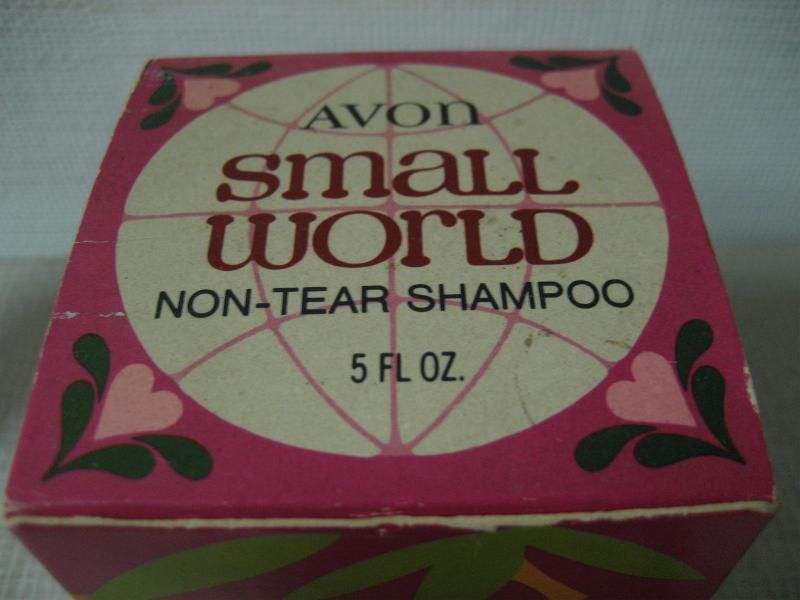 AVON
small
world
NON-TEAR SHAMPOO
5 FL OZ.